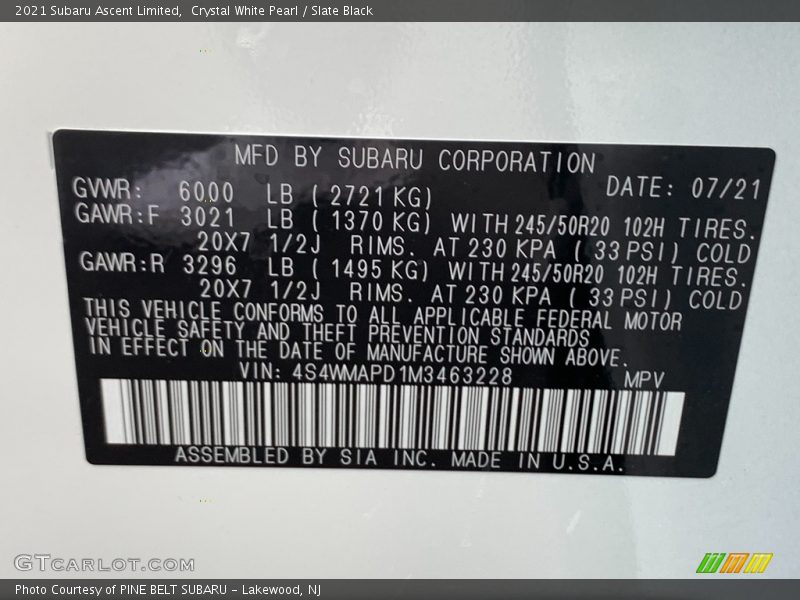 2021 Subaru Ascent Limited, Crystal White Pearl / Slate Black
MFD BY SUBARU CORPORATION
GVWR: 6000 LB ( 2721 KG) DATE: 07/21
GAWR:F 3021 LB ( 1370 KG) WITH 245/50R20 102H TIRES.
20X7 1/2J RIMS. AT 230 KPA ( 33 PSI) COLD
GAWR:R 3296 LB ( 1495 KG) WITH 245/50R20 102H TIRES.
20X7 1/2J RIMS. AT 230 KPA ( 33 PSI) COLD
THIS VEHICLE CONFORMS TO ALL APPLICABLE FEDERAL MOTOR
VEHICLE SAFETY AND THEFT PREVENTION STANDARDS
IN EFFECT ON THE DATE OF MANUFACTURE SHOWN ABOVE.
VIN: 4S4WMAPD1M3463228 MPV
ASSEMBLED BY SIA INC. MADE IN U.S.A.
GTCARLOT.COM
Photo Courtesy of PINE BELT SUBARU - Lakewood, NJ